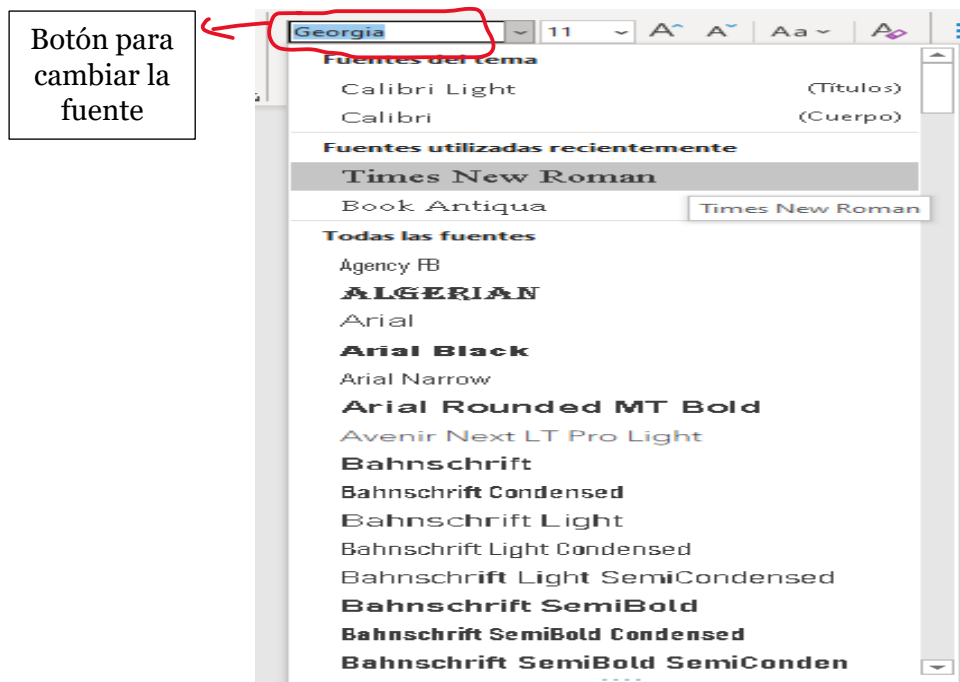 Botón para
cambiar la
fuente
Georgia 11 A A Aa A
Fuentes del tema
Calibri Light (Títulos)
Calibri (Cuerpo)
Fuentes utilizadas recientemente
Times New Roman
Book Antiqua Times New Roman
Todas las fuentes
Agency FB
ALGERIAN
Arial
Arial Black
Arial Narrow
Arial Rounded MT Bold
Avenir Next LT Pro Light
Bahnschrift
Bahnschrift Condensed
Bahnschrift Light
Bahnschrift Light Condensed
Bahnschrift Light SemiCondensed
Bahnschrift SemiBold
Bahnschrift SemiBold Condensed
Bahnschrift SemiBold SemiConden